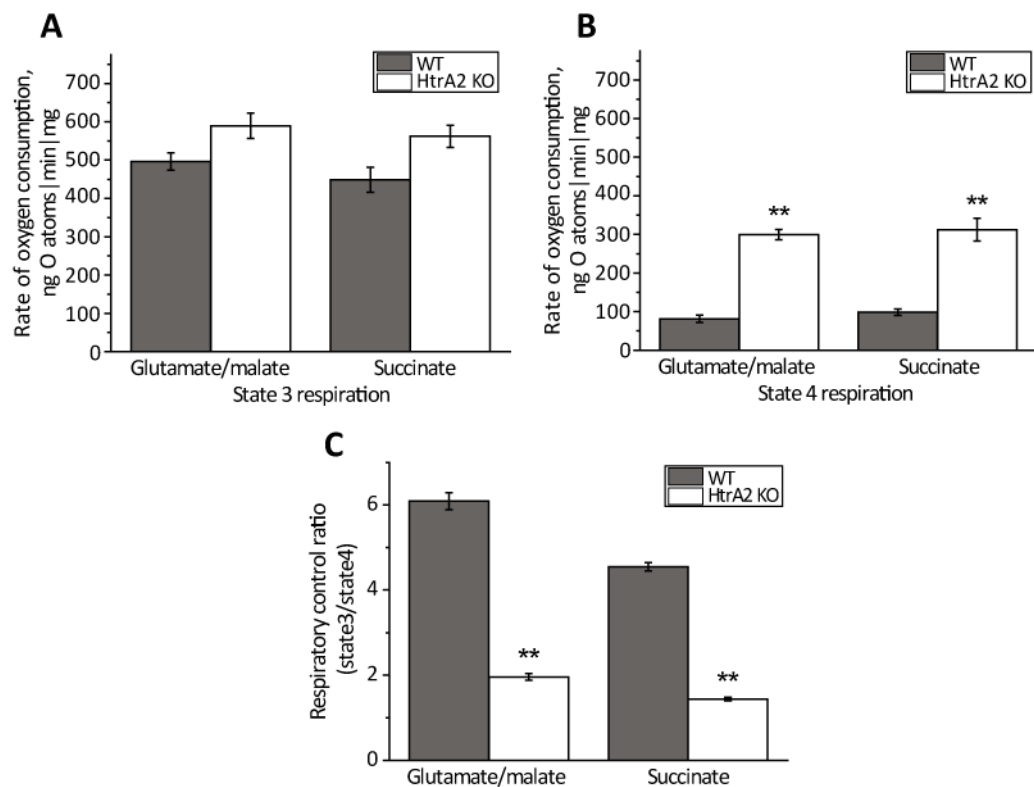 A
WT
HtrA2 KO
Rate of oxygen consumption,
ng O atoms|min|mg
700
600
500
400
300
200
100
0
Glutamate/malate Succinate
State 3 respiration
B
WT
HtrA2 KO
Rate of oxygen consumption,
ng O atoms|min|mg
700
600
500
400
300
200
100
0
**
**
Glutamate/malate Succinate
State 4 respiration
C
WT
HtrA2 KO
Respiratory control ratio
(state3/state4)
6
4
2
0
**
**
Glutamate/malate Succinate